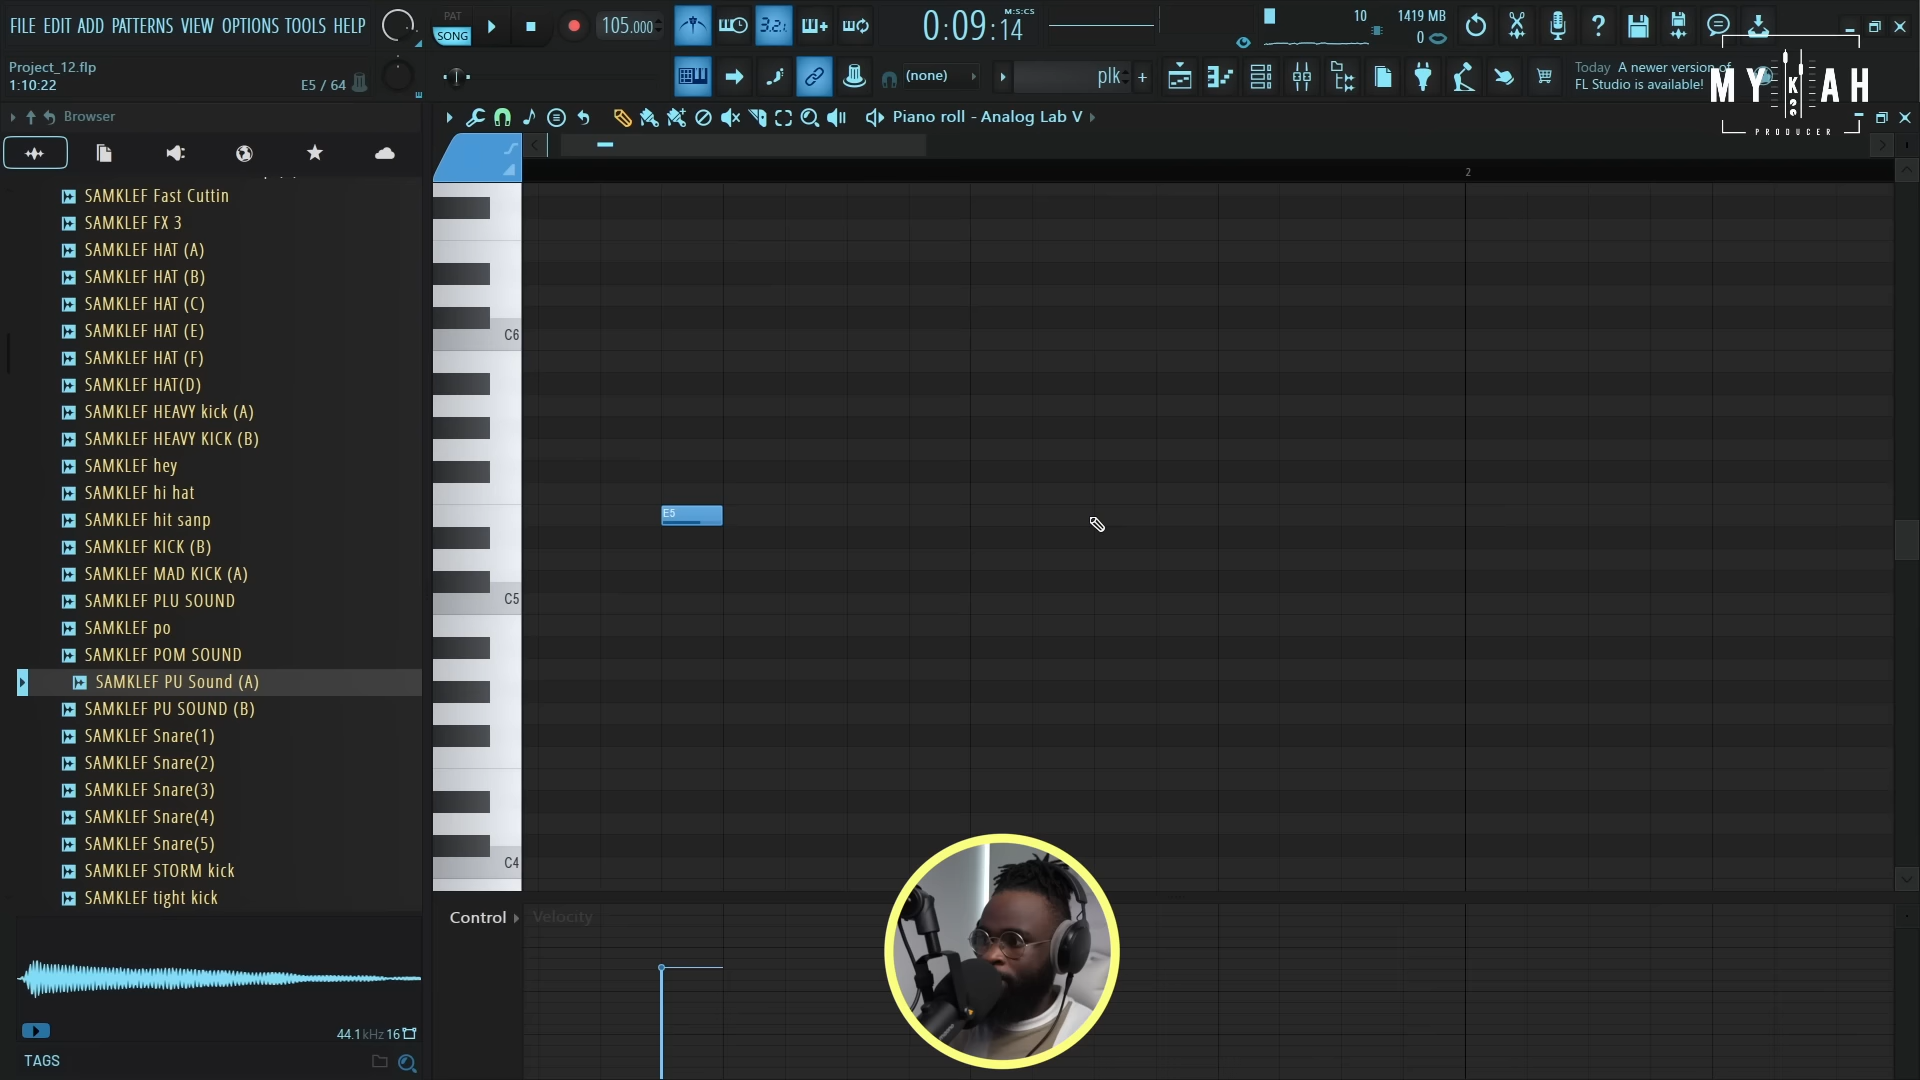 FILE EDIT ADD PATTERNS VIEW OPTIONS TOOLS HELP
PAT
SONG
105.000
3.2.1
M:S:CS
0:09:14
10
1419 MB
0
Project_12.flp
1:10:22
E5 / 64
(none)
plk
Today A newer version of
FL Studio is available!
MYKAH
PRODUCER
Browser
Piano roll - Analog Lab V
SAMKLEF Fast Cuttin
SAMKLEF FX 3
SAMKLEF HAT (A)
SAMKLEF HAT (B)
SAMKLEF HAT (C)
SAMKLEF HAT (E)
SAMKLEF HAT (F)
SAMKLEF HAT(D)
SAMKLEF HEAVY kick (A)
SAMKLEF HEAVY KICK (B)
SAMKLEF hey
SAMKLEF hi hat
SAMKLEF hit sanp
SAMKLEF KICK (B)
SAMKLEF MAD KICK (A)
SAMKLEF PLU SOUND
SAMKLEF po
SAMKLEF POM SOUND
SAMKLEF PU Sound (A)
SAMKLEF PU SOUND (B)
SAMKLEF Snare(1)
SAMKLEF Snare(2)
SAMKLEF Snare(3)
SAMKLEF Snare(4)
SAMKLEF Snare(5)
SAMKLEF STORM kick
SAMKLEF tight kick
44.1kHz 16
TAGS
2
C6
E5
C5
C4
Control
Velocity